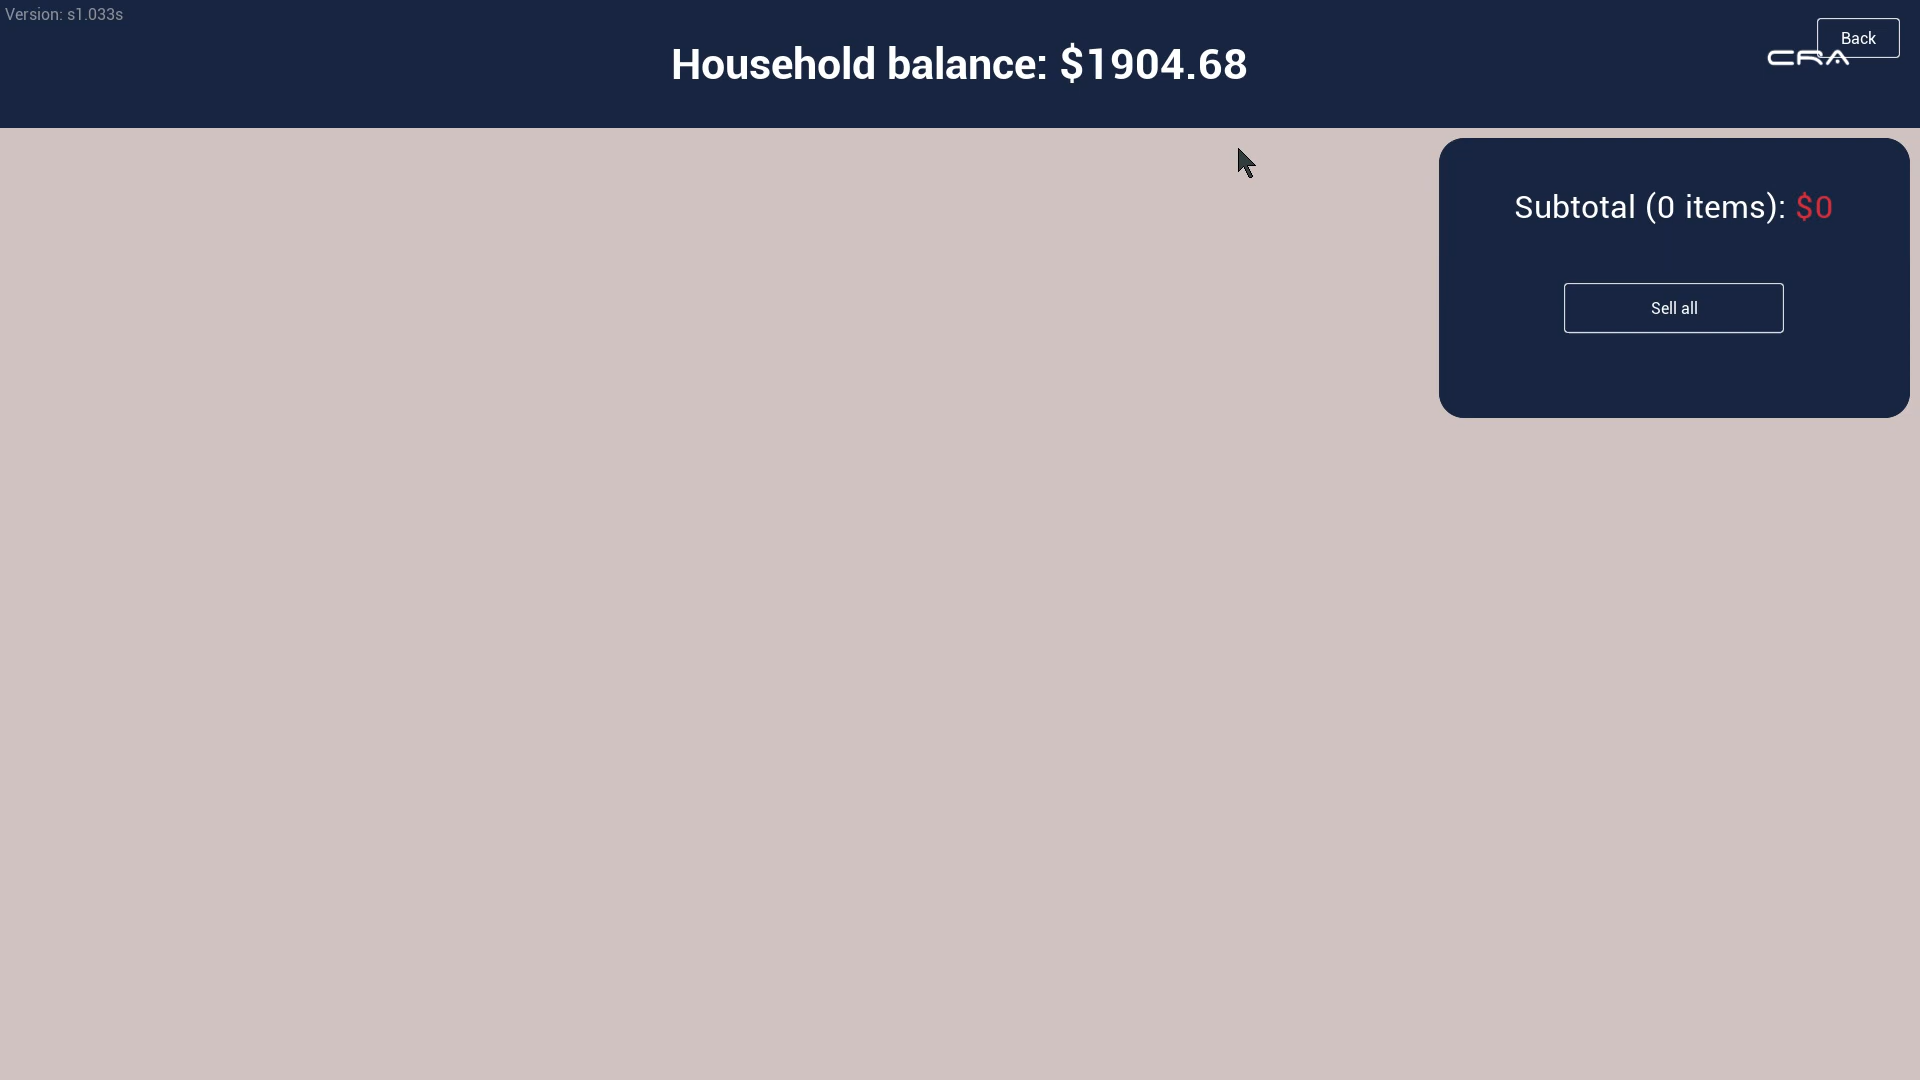 Version: s1.033s
Household balance: $1904.68
Back
CRA
Subtotal (0 items): $0
Sell all